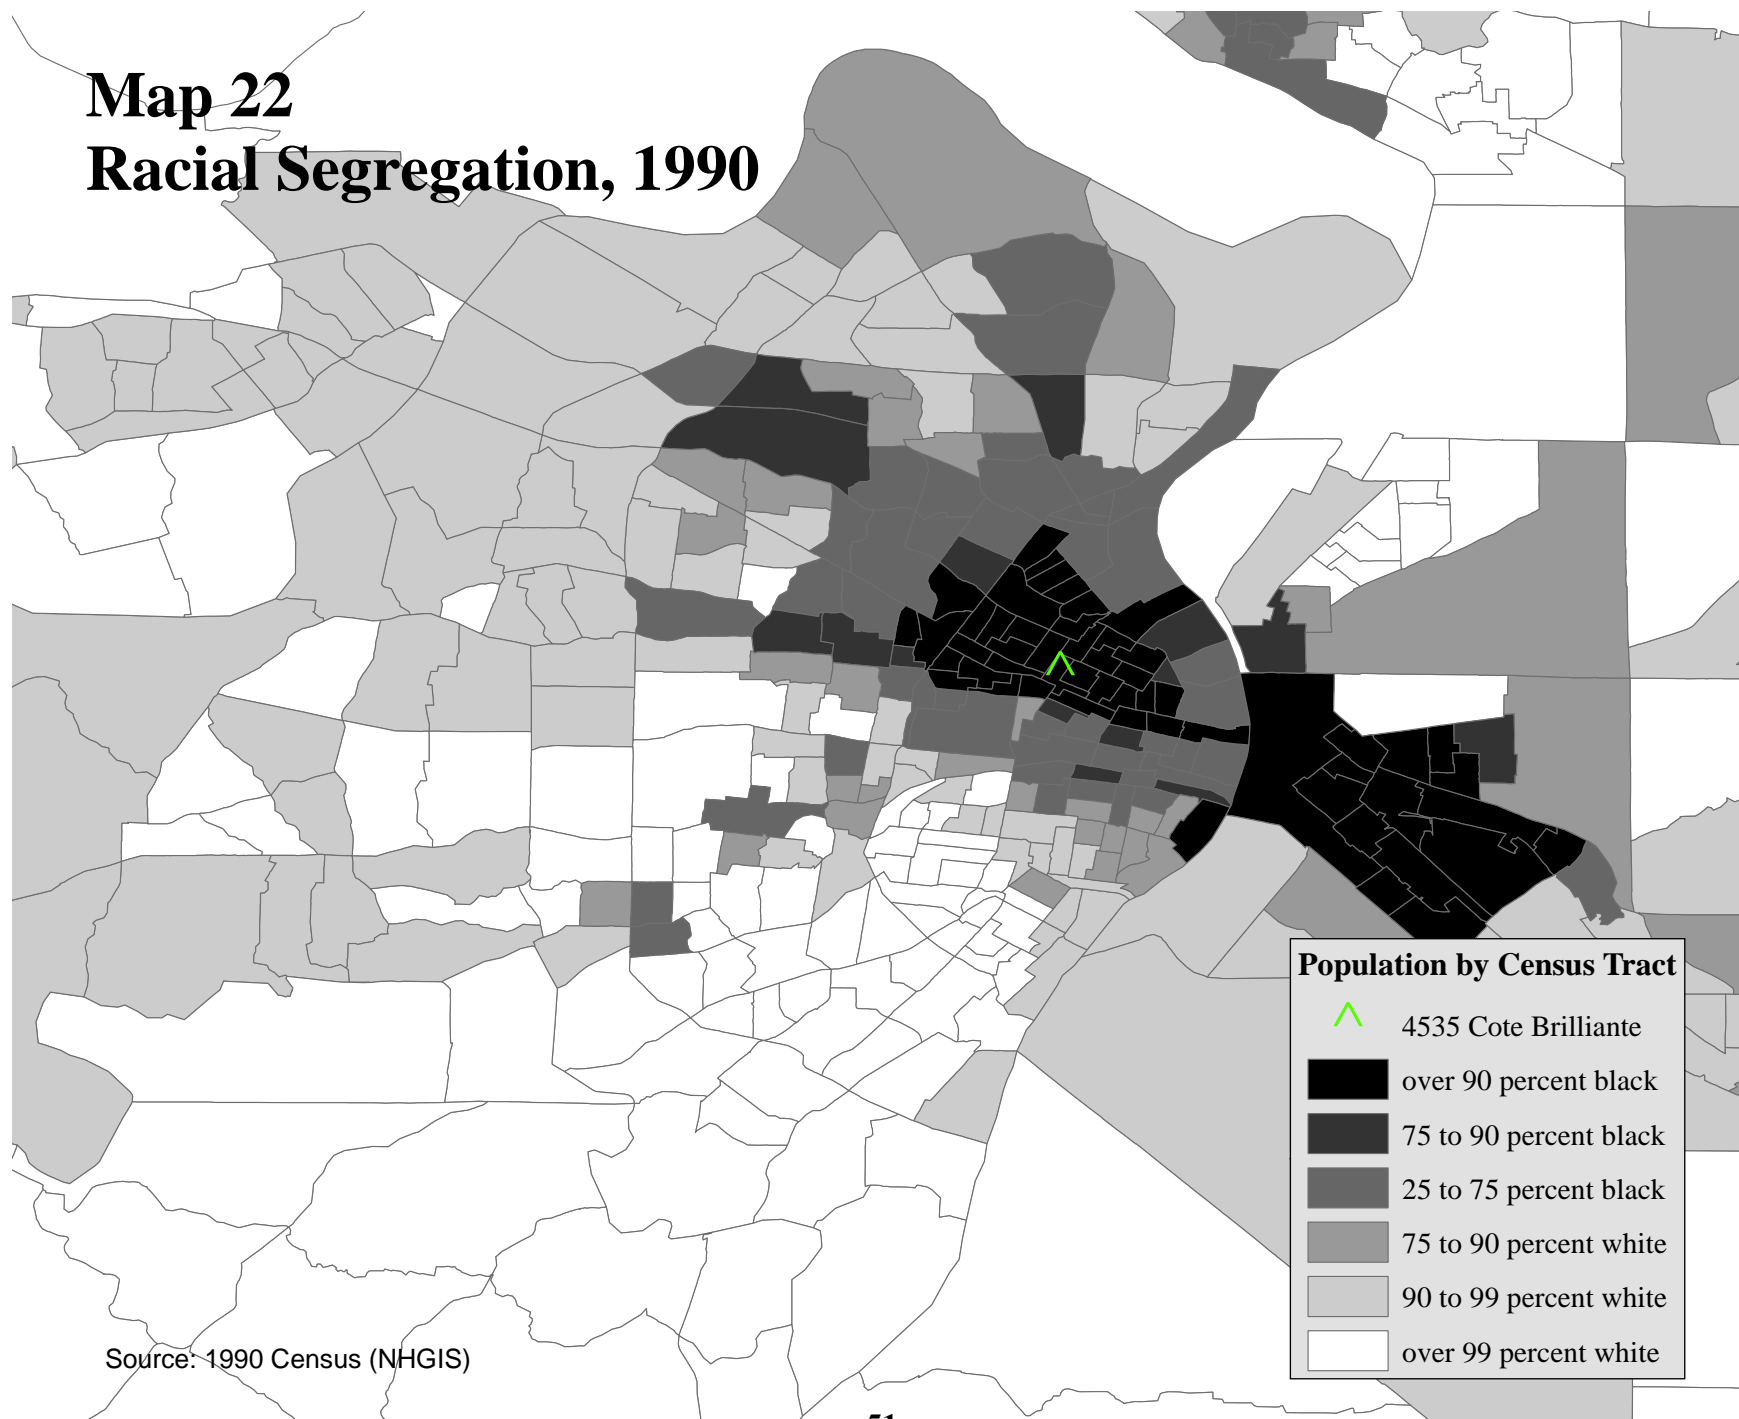 Map 22
Racial Segregation, 1990
Population by Census Tract
4535 Cote Brilliante
over 90 percent black
75 to 90 percent black
25 to 75 percent black
75 to 90 percent white
90 to 99 percent white
over 99 percent white
Source: 1990 Census (NHGIS)
51